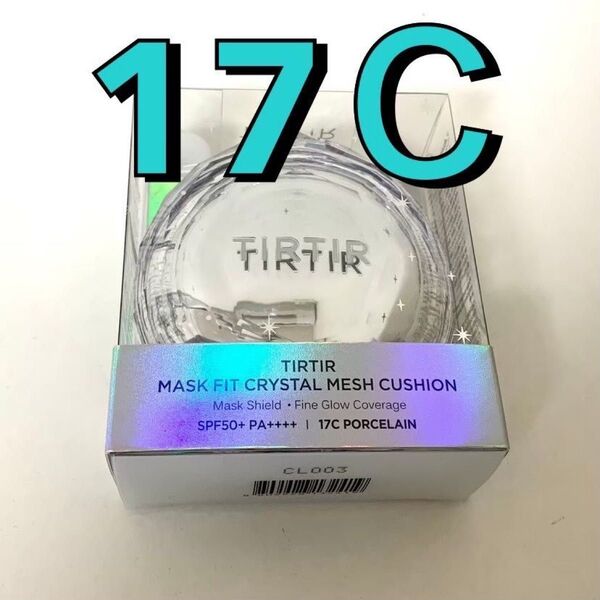 17C
TIRTIR
TIRTIR
MASK FIT CRYSTAL MESH CUSHION
Mask Shield • Fine Glow Coverage
SPF50+ PA++++ | 17C PORCELAIN
CL003